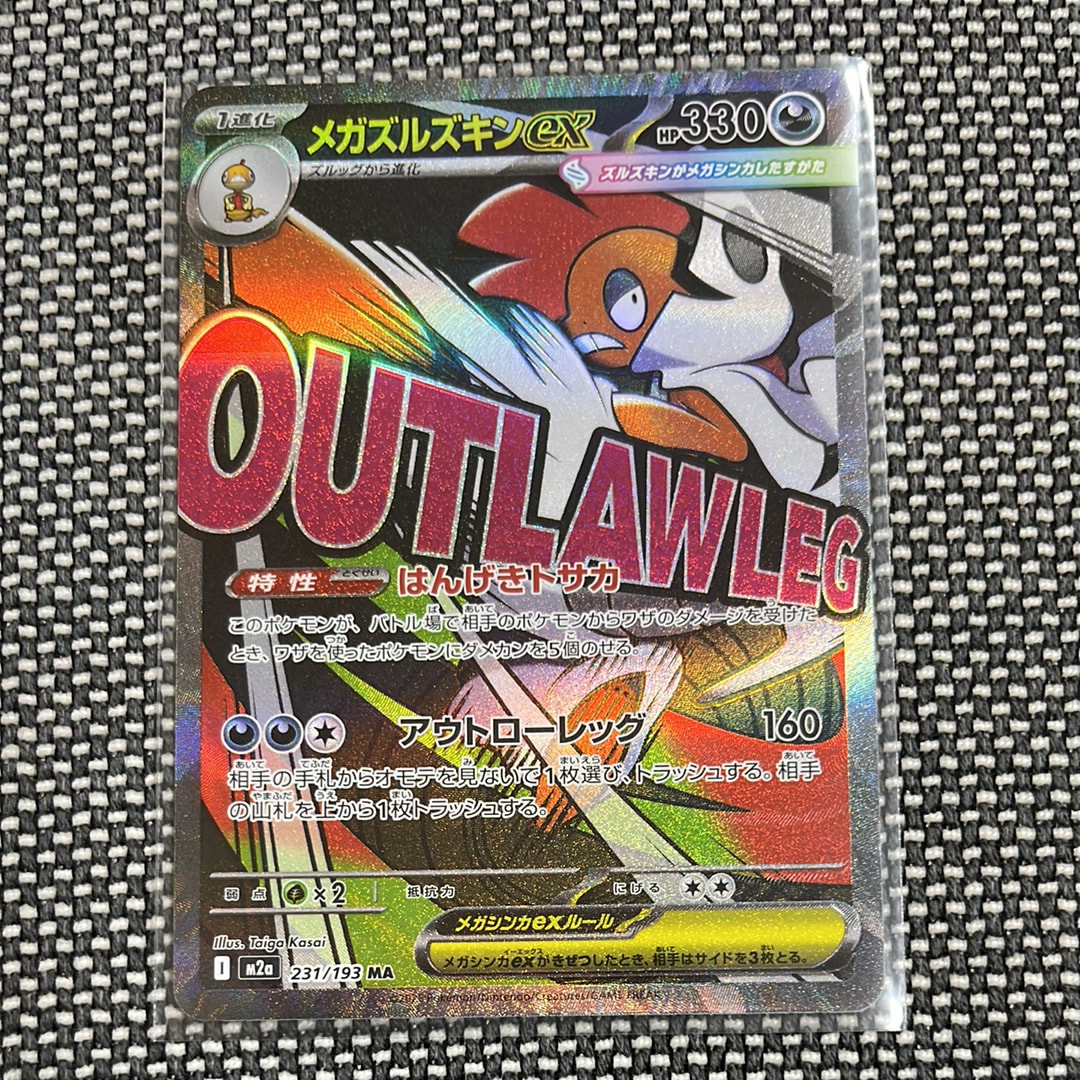 1進化
メガズルズキンex
HP330
ズルッグから進化
ズルズキンがメガシンカしたすがた
OUTLAWLEG
特性 とくせい はんげきトサカ
このポケモンが、バトル場で相手のポケモンからワザのダメージを受けた
とき、ワザを使ったポケモンにダメカンを5個のせる。
アウトローレッグ 160
相手の手札からオモテを見ないで1枚選び、トラッシュする。相手
の山札を上から1枚トラッシュする。
弱点 ×2 抵抗力 にげる
メガシンカexルール
メガシンカexがきぜつしたとき、相手はサイドを3枚とる。
Illus. Taiga Kasai
I m2a 231/193 MA
Pokémon/Nintendo/Creatures/GAME FREAK